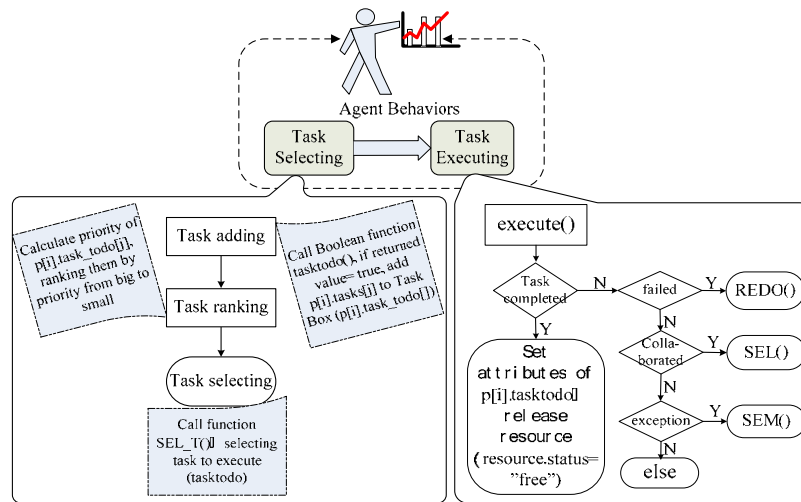 Agent Behaviors
Task
Selecting
Task
Executing
Calculate priority of
p[i].task_todo[j],
ranking them by
priority from big to
small
Task adding
Task ranking
Task selecting
Call Boolean function
tasktodo(), if returned
value= true, add
p[i].tasks[j] to Task
Box (p[i].task_todo[])
Call function
SEL_T()▯ selecting
task to execute
(tasktodo)
execute()
Task
completed
N
Y
failed
Y
REDO()
N
Colla-
borated
Y
SEL()
N
exception
Y
SEM()
N
else
Set
attributes of
p[i].tasktodo▯
release
resource
(resource.status=
”free”)